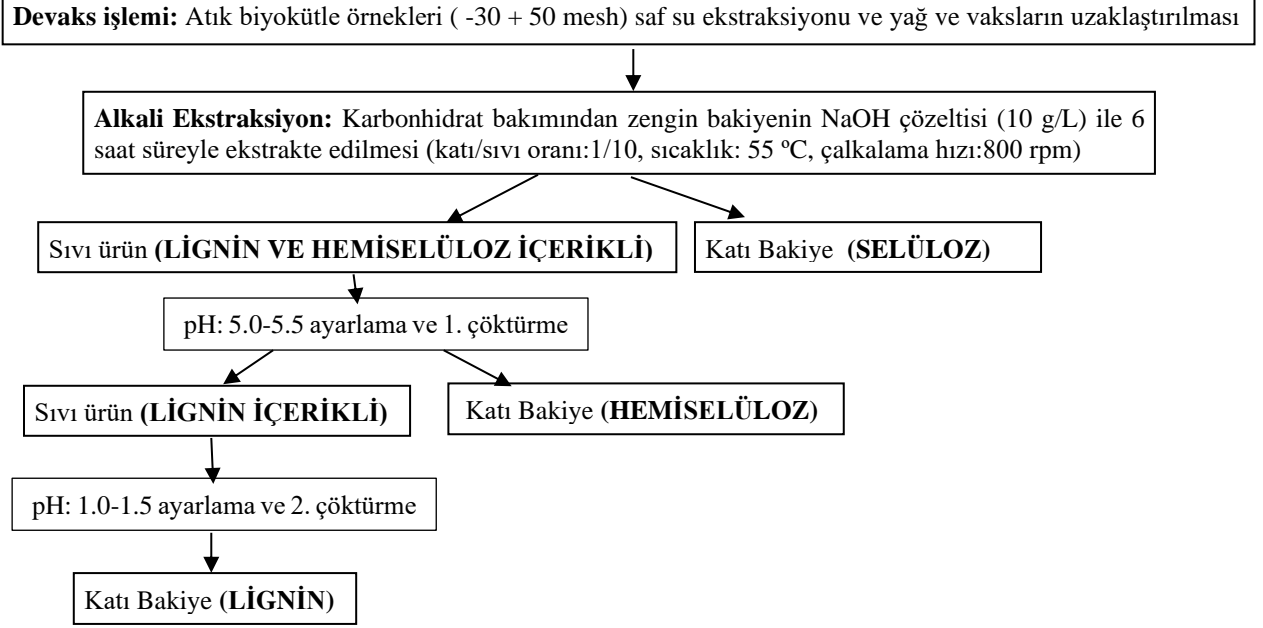 Devaks işlemi: Atık biyokütle örnekleri ( -30 + 50 mesh) saf su ekstraksiyonu ve yağ ve vaksların uzaklaştırılması
Alkali Ekstraksiyon: Karbonhidrat bakımından zengin bakiyenin NaOH çözeltisi (10 g/L) ile 6
saat süreyle ekstrakte edilmesi (katı/sıvı oranı:1/10, sıcaklık: 55 ºC, çalkalama hızı:800 rpm)
Sıvı ürün (LİGNİN VE HEMİSELÜLOZ İÇERİKLİ)
Katı Bakiye (SELÜLOZ)
pH: 5.0-5.5 ayarlama ve 1. çöktürme
Sıvı ürün (LİGNİN İÇERİKLİ)
Katı Bakiye (HEMİSELÜLOZ)
pH: 1.0-1.5 ayarlama ve 2. çöktürme
Katı Bakiye (LİGNİN)